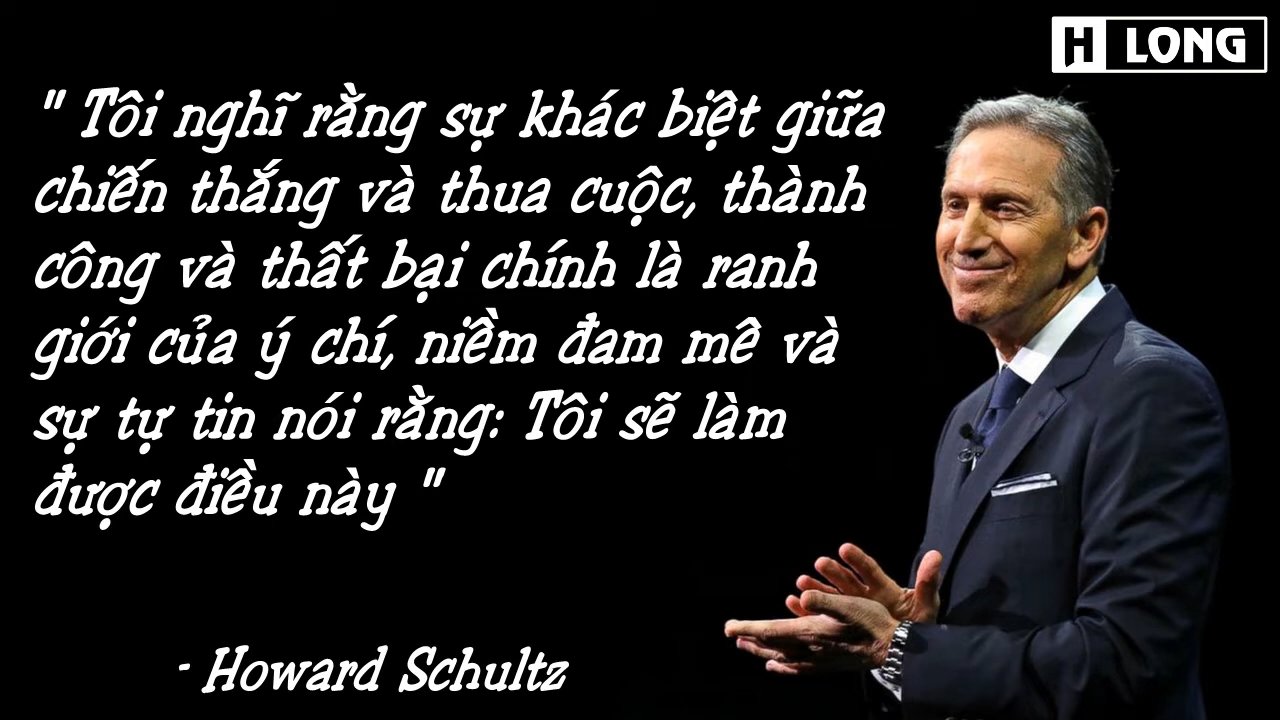 H LONG
" Tôi nghĩ rằng sự khác biệt giữa
chiến thắng và thua cuộc, thành
công và thất bại chính là ranh
giới của ý chí, niềm đam mê và
sự tự tin nói rằng: Tôi sẽ làm
được điều này "
- Howard Schultz